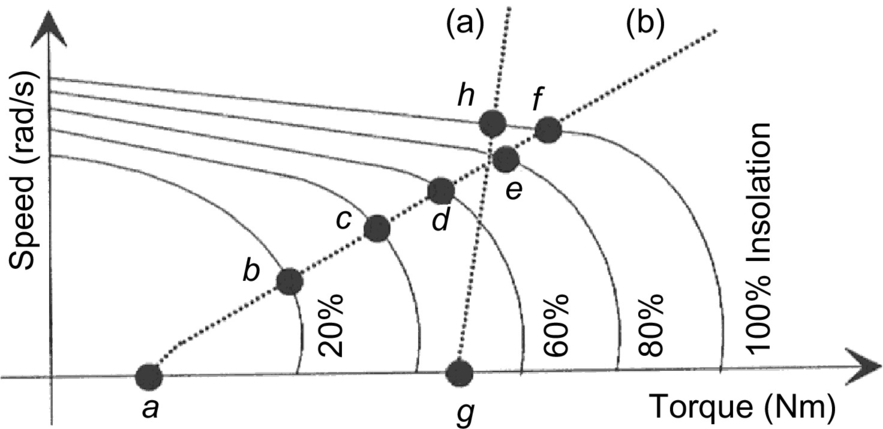 (a)
(b)
h
f
e
d
c
b
a
g
Speed (rad/s)
20%
60%
80%
100% Insolation
Torque (Nm)